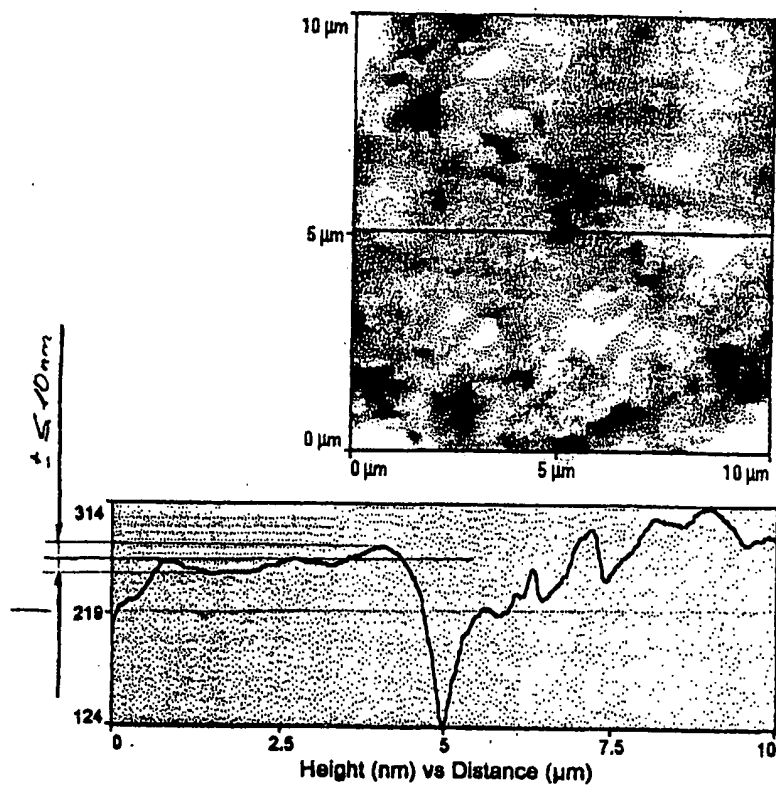 10 µm
5 µm
0 µm
0 µm 5 µm 10 µm
± ≤ 10nm
314
219
124
0 2.5 5 7.5 10
Height (nm) vs Distance (µm)